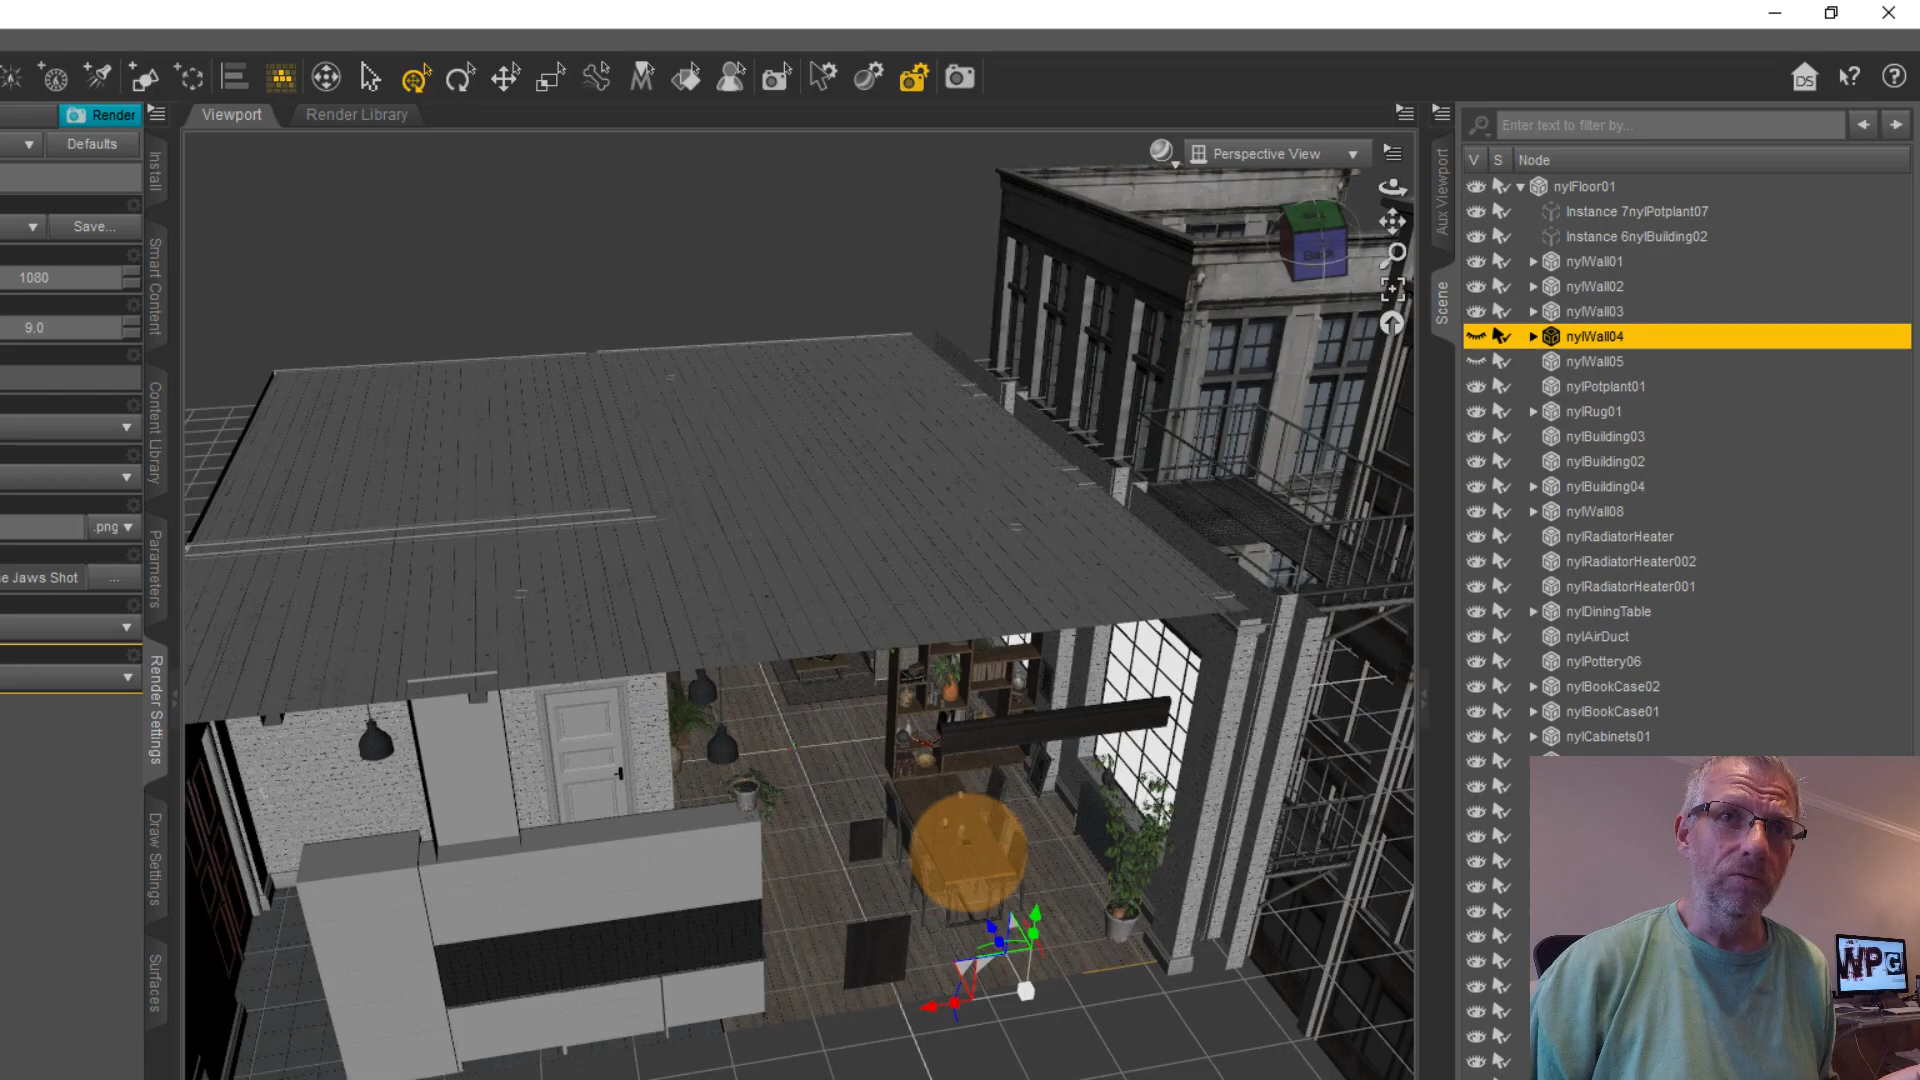 DS
Render
Viewport
Render Library
Enter text to filter by...
Defaults
Perspective View
V S Node
Install
Aux Viewport
nylFloor01
Instance 7nylPotplant07
Save...
Instance 6nylBuilding02
Back
nylWall01
1080
Smart Content
nylWall02
Scene
nylWall03
9.0
nylWall04
nylWall05
nylPotplant01
Content Library
nylRug01
nylBuilding03
nylBuilding02
nylBuilding04
.png
nylWall08
Parameters
nylRadiatorHeater
e Jaws Shot
...
nylRadiatorHeater002
nylRadiatorHeater001
nylDiningTable
nylAirDuct
Render Settings
nylPottery06
nylBookCase02
nylBookCase01
nylCabinets01
Draw Settings
Surfaces
WPG